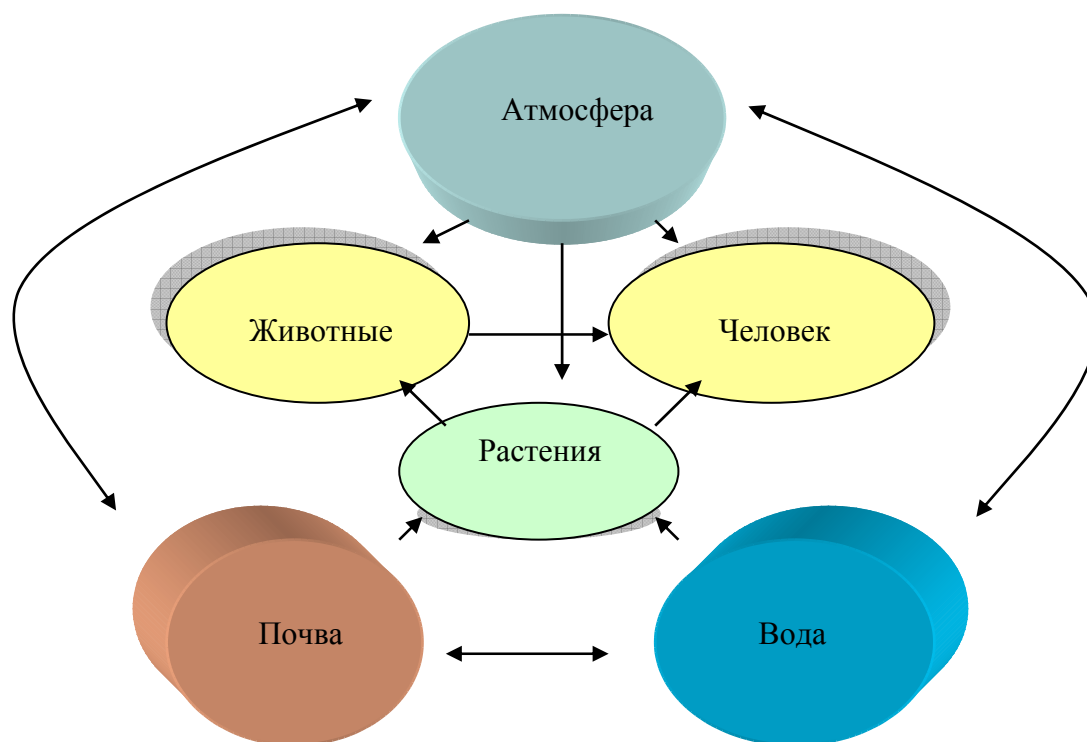 Атмосфера
Животные
Человек
Растения
Почва
Вода